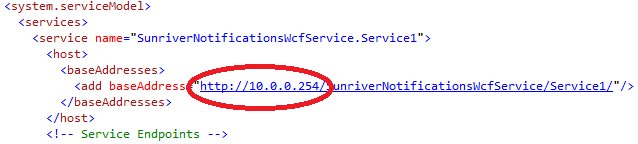 <system.serviceModel>
<services>
<service name="SunriverNotificationsWcfService.Service1">
<host>
<baseAddresses>
<add baseAddress="http://10.0.0.254/SunriverNotificationsWcfService/Service1/"/>
</baseAddresses>
</host>
<!-- Service Endpoints -->